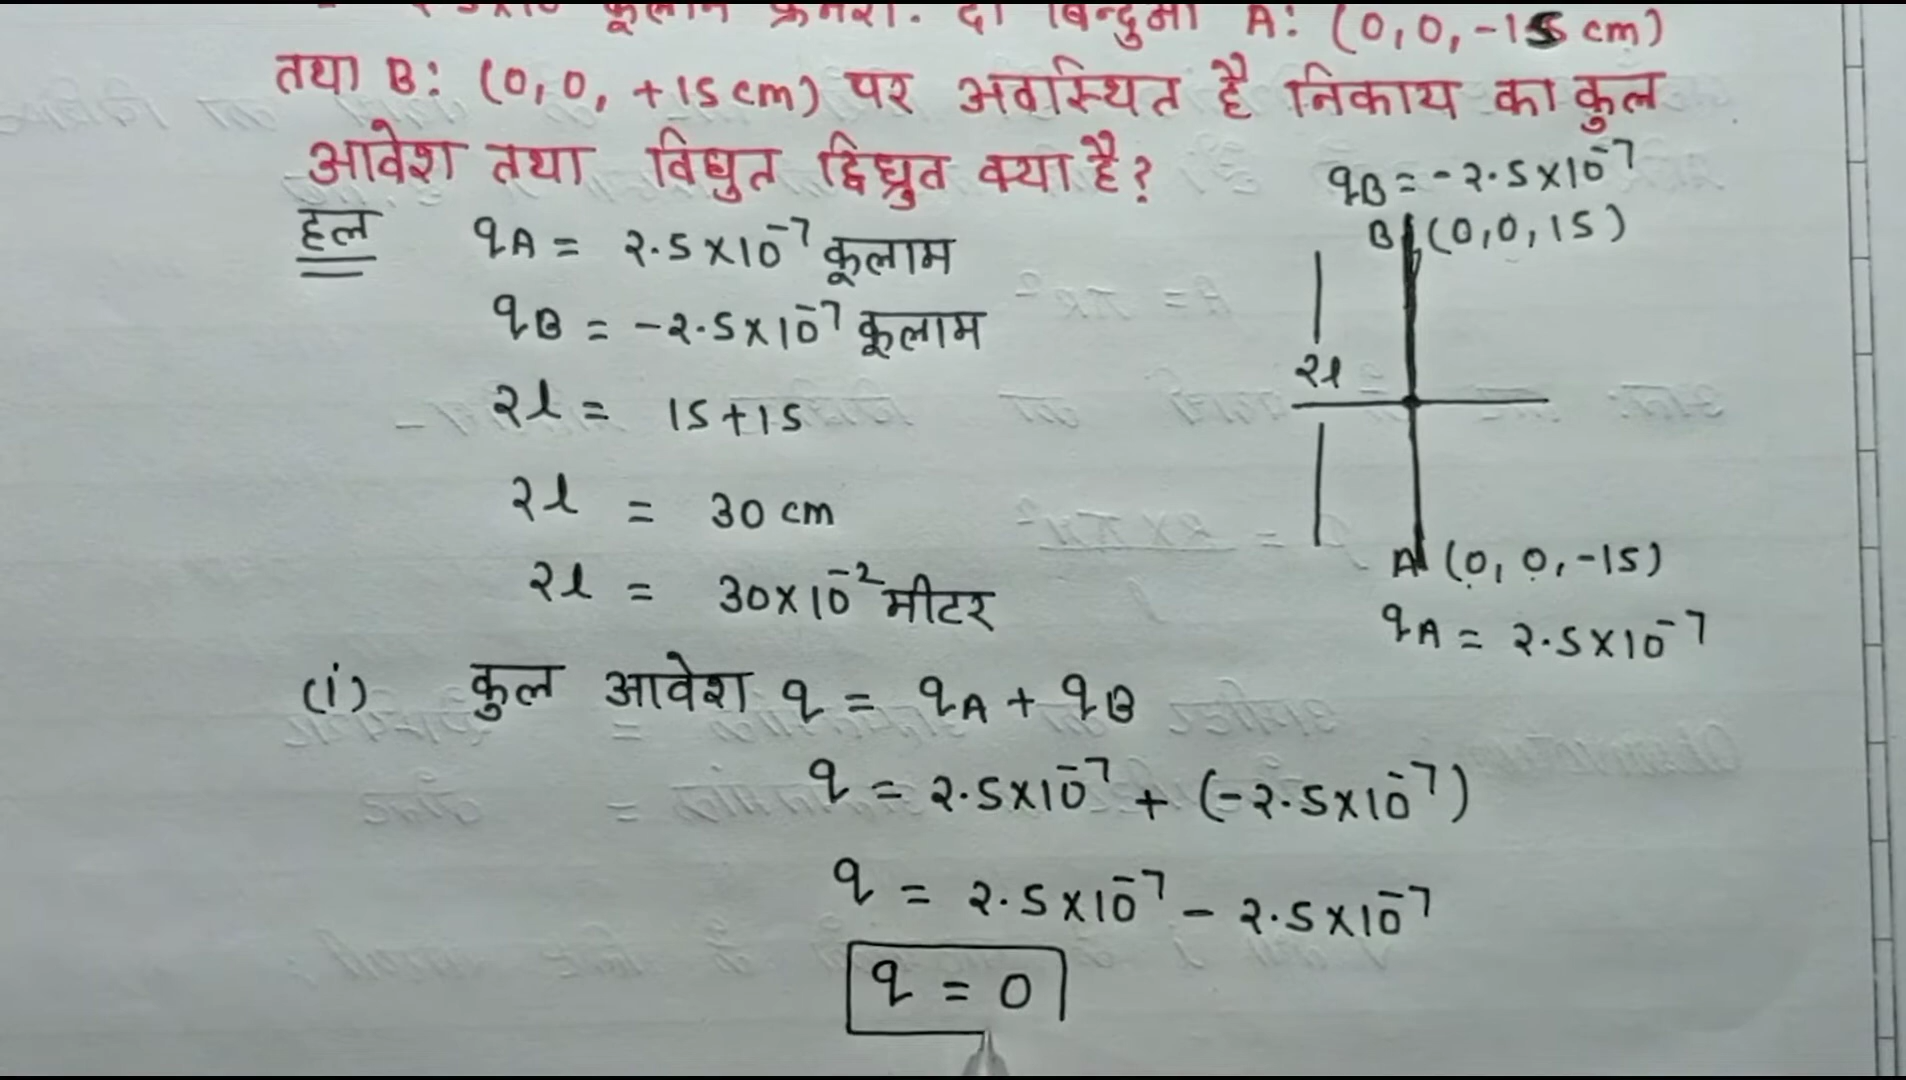 A: (0,0,-15 cm)
तथा B: (0,0, +15cm) पर अवस्थित है निकाय का कुल
आवेश तथा विधुत द्विध्रुव क्या है?
हल
qA = 2.5×10⁻⁷ कूलाम
qB = -2.5×10⁻⁷ कूलाम
2l = 15+15
2l = 30 cm
2l = 30×10⁻² मीटर
qB = -2.5×10⁻⁷
B (0,0,15)
2l
A (0,0,-15)
qA = 2.5×10⁻⁷
(i) कुल आवेश q = qA + qB
q = 2.5×10⁻⁷ + (-2.5×10⁻⁷)
q = 2.5×10⁻⁷ - 2.5×10⁻⁷
q = 0